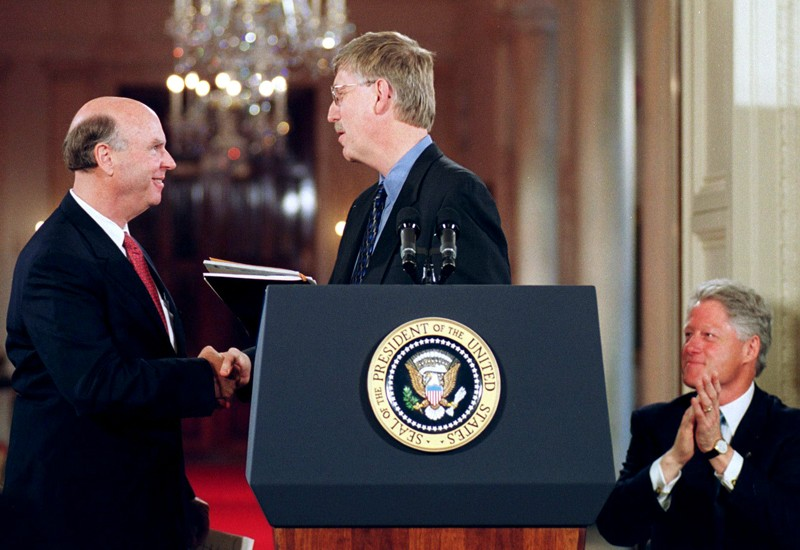 SEAL OF THE PRESIDENT OF THE UNITED STATES